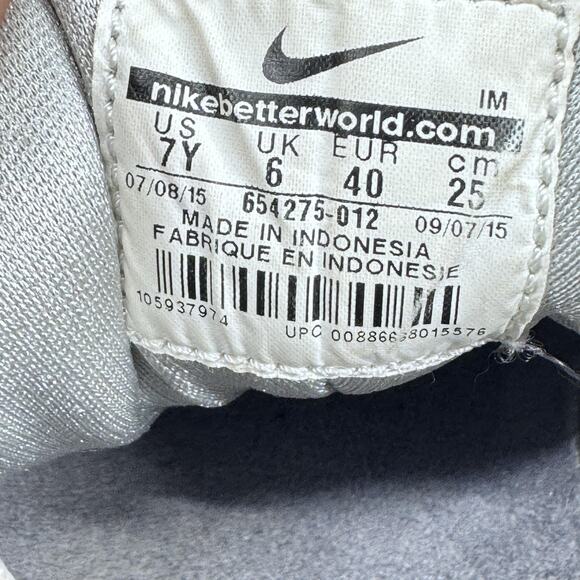 IM
nikebetterworld.com
US UK EUR cm
7Y 6 40 25
07/08/15 654275-012 09/07/15
MADE IN INDONESIA
FABRIQUE EN INDONESIE
105937974
UPC